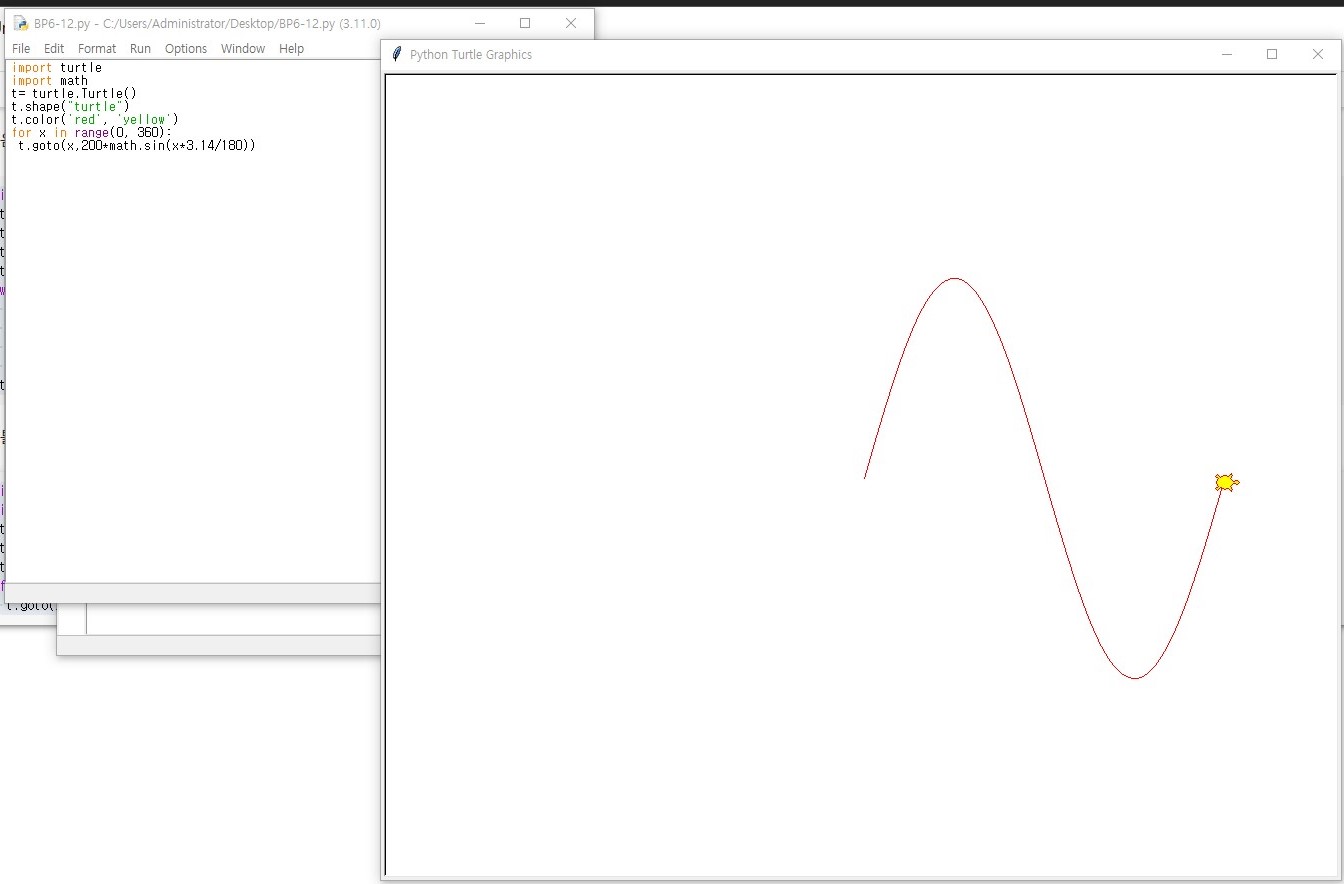 BP6-12.py - C:/Users/Administrator/Desktop/BP6-12.py (3.11.0)
File Edit Format Run Options Window Help
import turtle
import math
t= turtle.Turtle()
t.shape("turtle")
t.color('red', 'yellow')
for x in range(0, 360):
 t.goto(x,200*math.sin(x*3.14/180))
t.goto(
Python Turtle Graphics